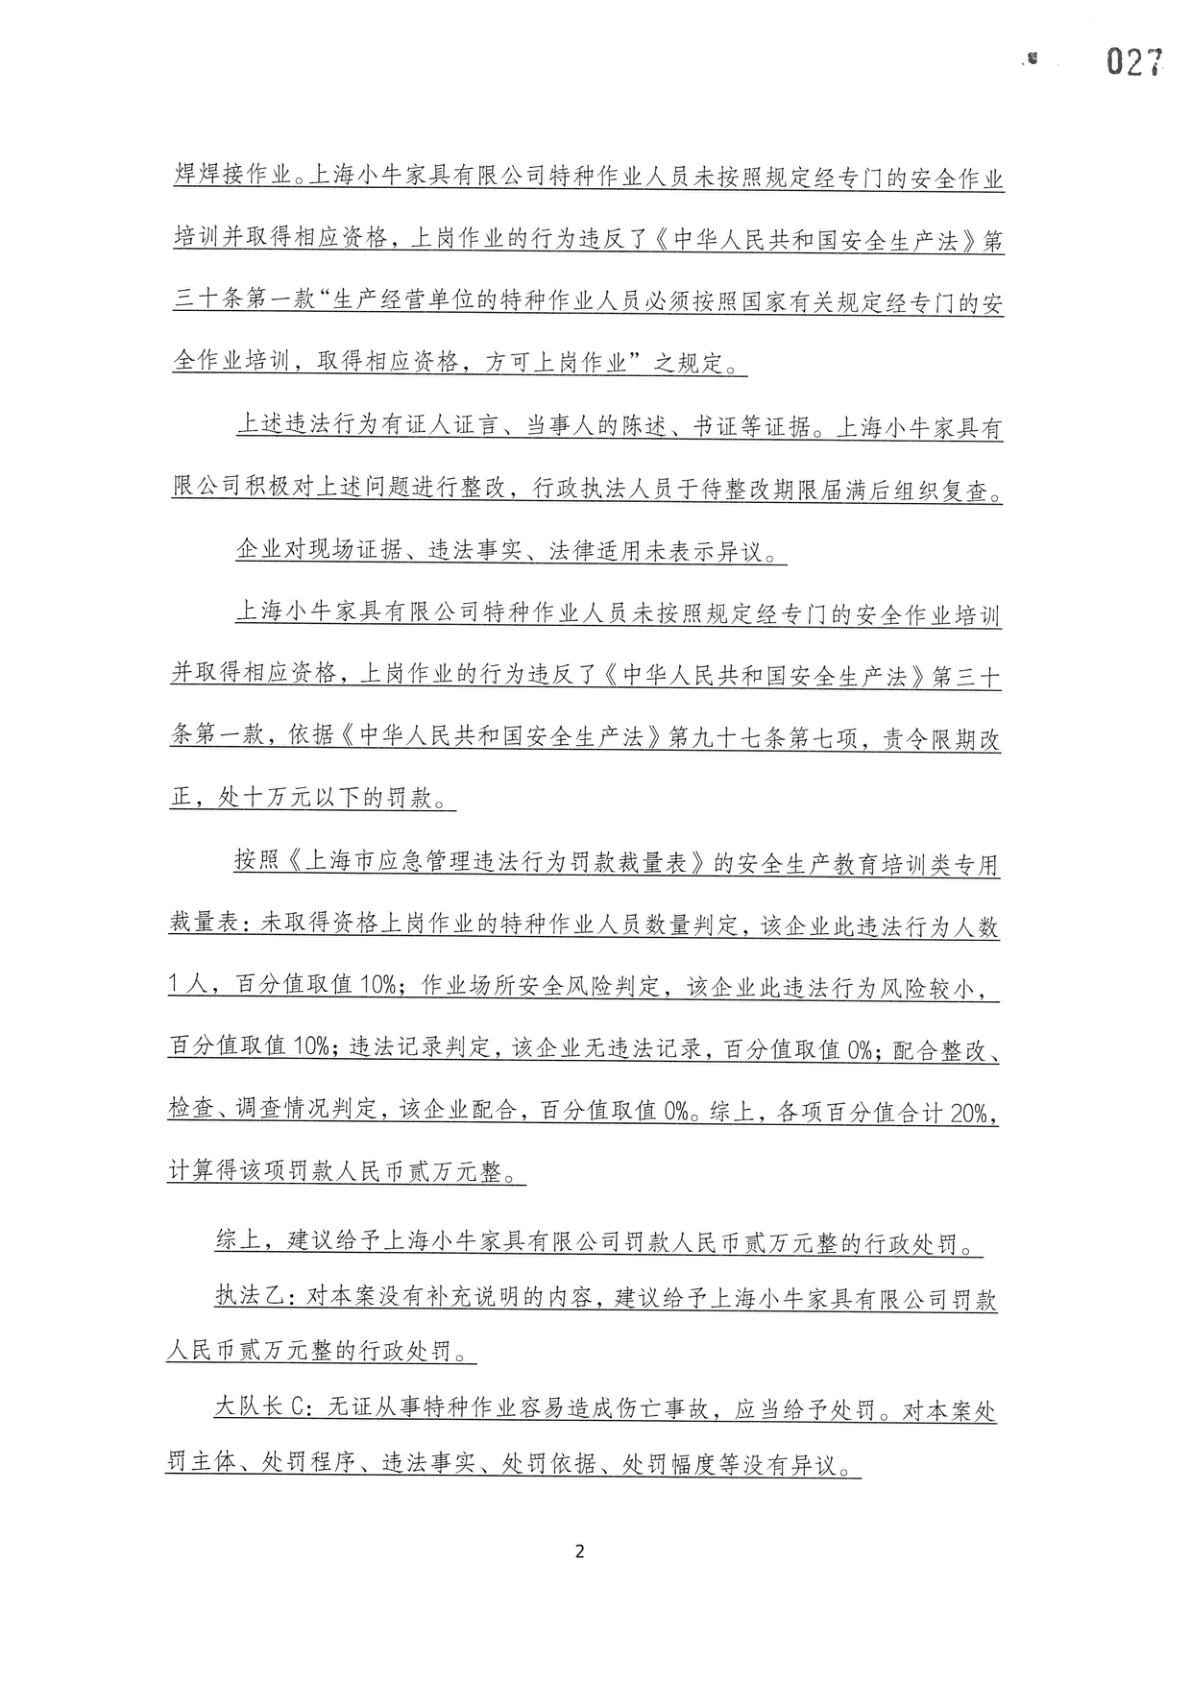 027
焊焊接作业。上海小牛家具有限公司特种作业人员未按照规定经专门的安全作业
培训并取得相应资格，上岗作业的行为违反了《中华人民共和国安全生产法》第
三十条第一款“生产经营单位的特种作业人员必须按照国家有关规定经专门的安
全作业培训，取得相应资格，方可上岗作业”之规定。
上述违法行为有证人证言、当事人的陈述、书证等证据。上海小牛家具有
限公司积极对上述问题进行整改，行政执法人员于待整改期限届满后组织复查。
企业对现场证据、违法事实、法律适用未表示异议。
上海小牛家具有限公司特种作业人员未按照规定经专门的安全作业培训
并取得相应资格，上岗作业的行为违反了《中华人民共和国安全生产法》第三十
条第一款，依据《中华人民共和国安全生产法》第九十七条第七项，责令限期改
正，处十万元以下的罚款。
按照《上海市应急管理违法行为罚款裁量表》的安全生产教育培训类专用
裁量表：未取得资格上岗作业的特种作业人员数量判定，该企业此违法行为人数
1人，百分值取值10%；作业场所安全风险判定，该企业此违法行为风险较小，
百分值取值10%；违法记录判定，该企业无违法记录，百分值取值0%；配合整改、
检查、调查情况判定，该企业配合，百分值取值0%。综上，各项百分值合计20%，
计算得该项罚款人民币贰万元整。
综上，建议给予上海小牛家具有限公司罚款人民币贰万元整的行政处罚。
执法乙：对本案没有补充说明的内容，建议给予上海小牛家具有限公司罚款
人民币贰万元整的行政处罚。
大队长C：无证从事特种作业容易造成伤亡事故，应当给予处罚。对本案处
罚主体、处罚程序、违法事实、处罚依据、处罚幅度等没有异议。
2